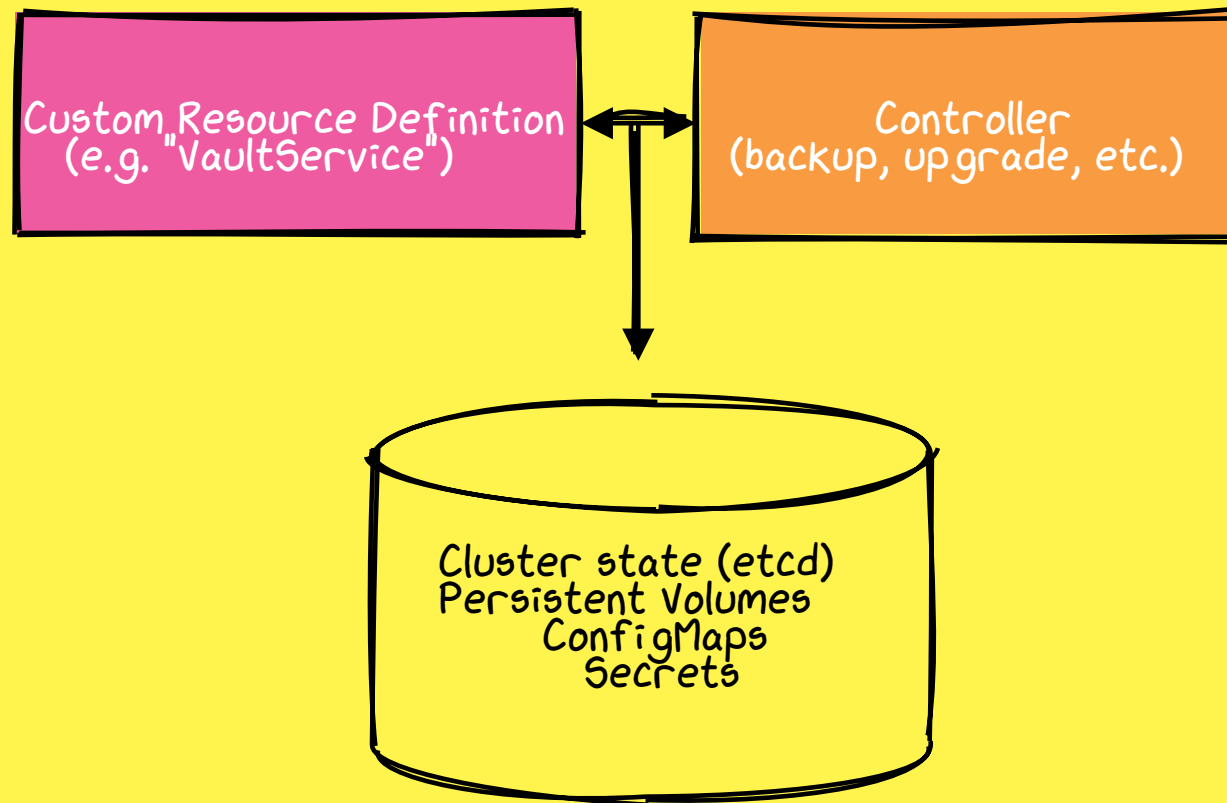 Custom Resource Definition
(e.g. "VaultService")
Controller
(backup, upgrade, etc.)
Cluster state (etcd)
Persistent Volumes
ConfigMaps
Secrets